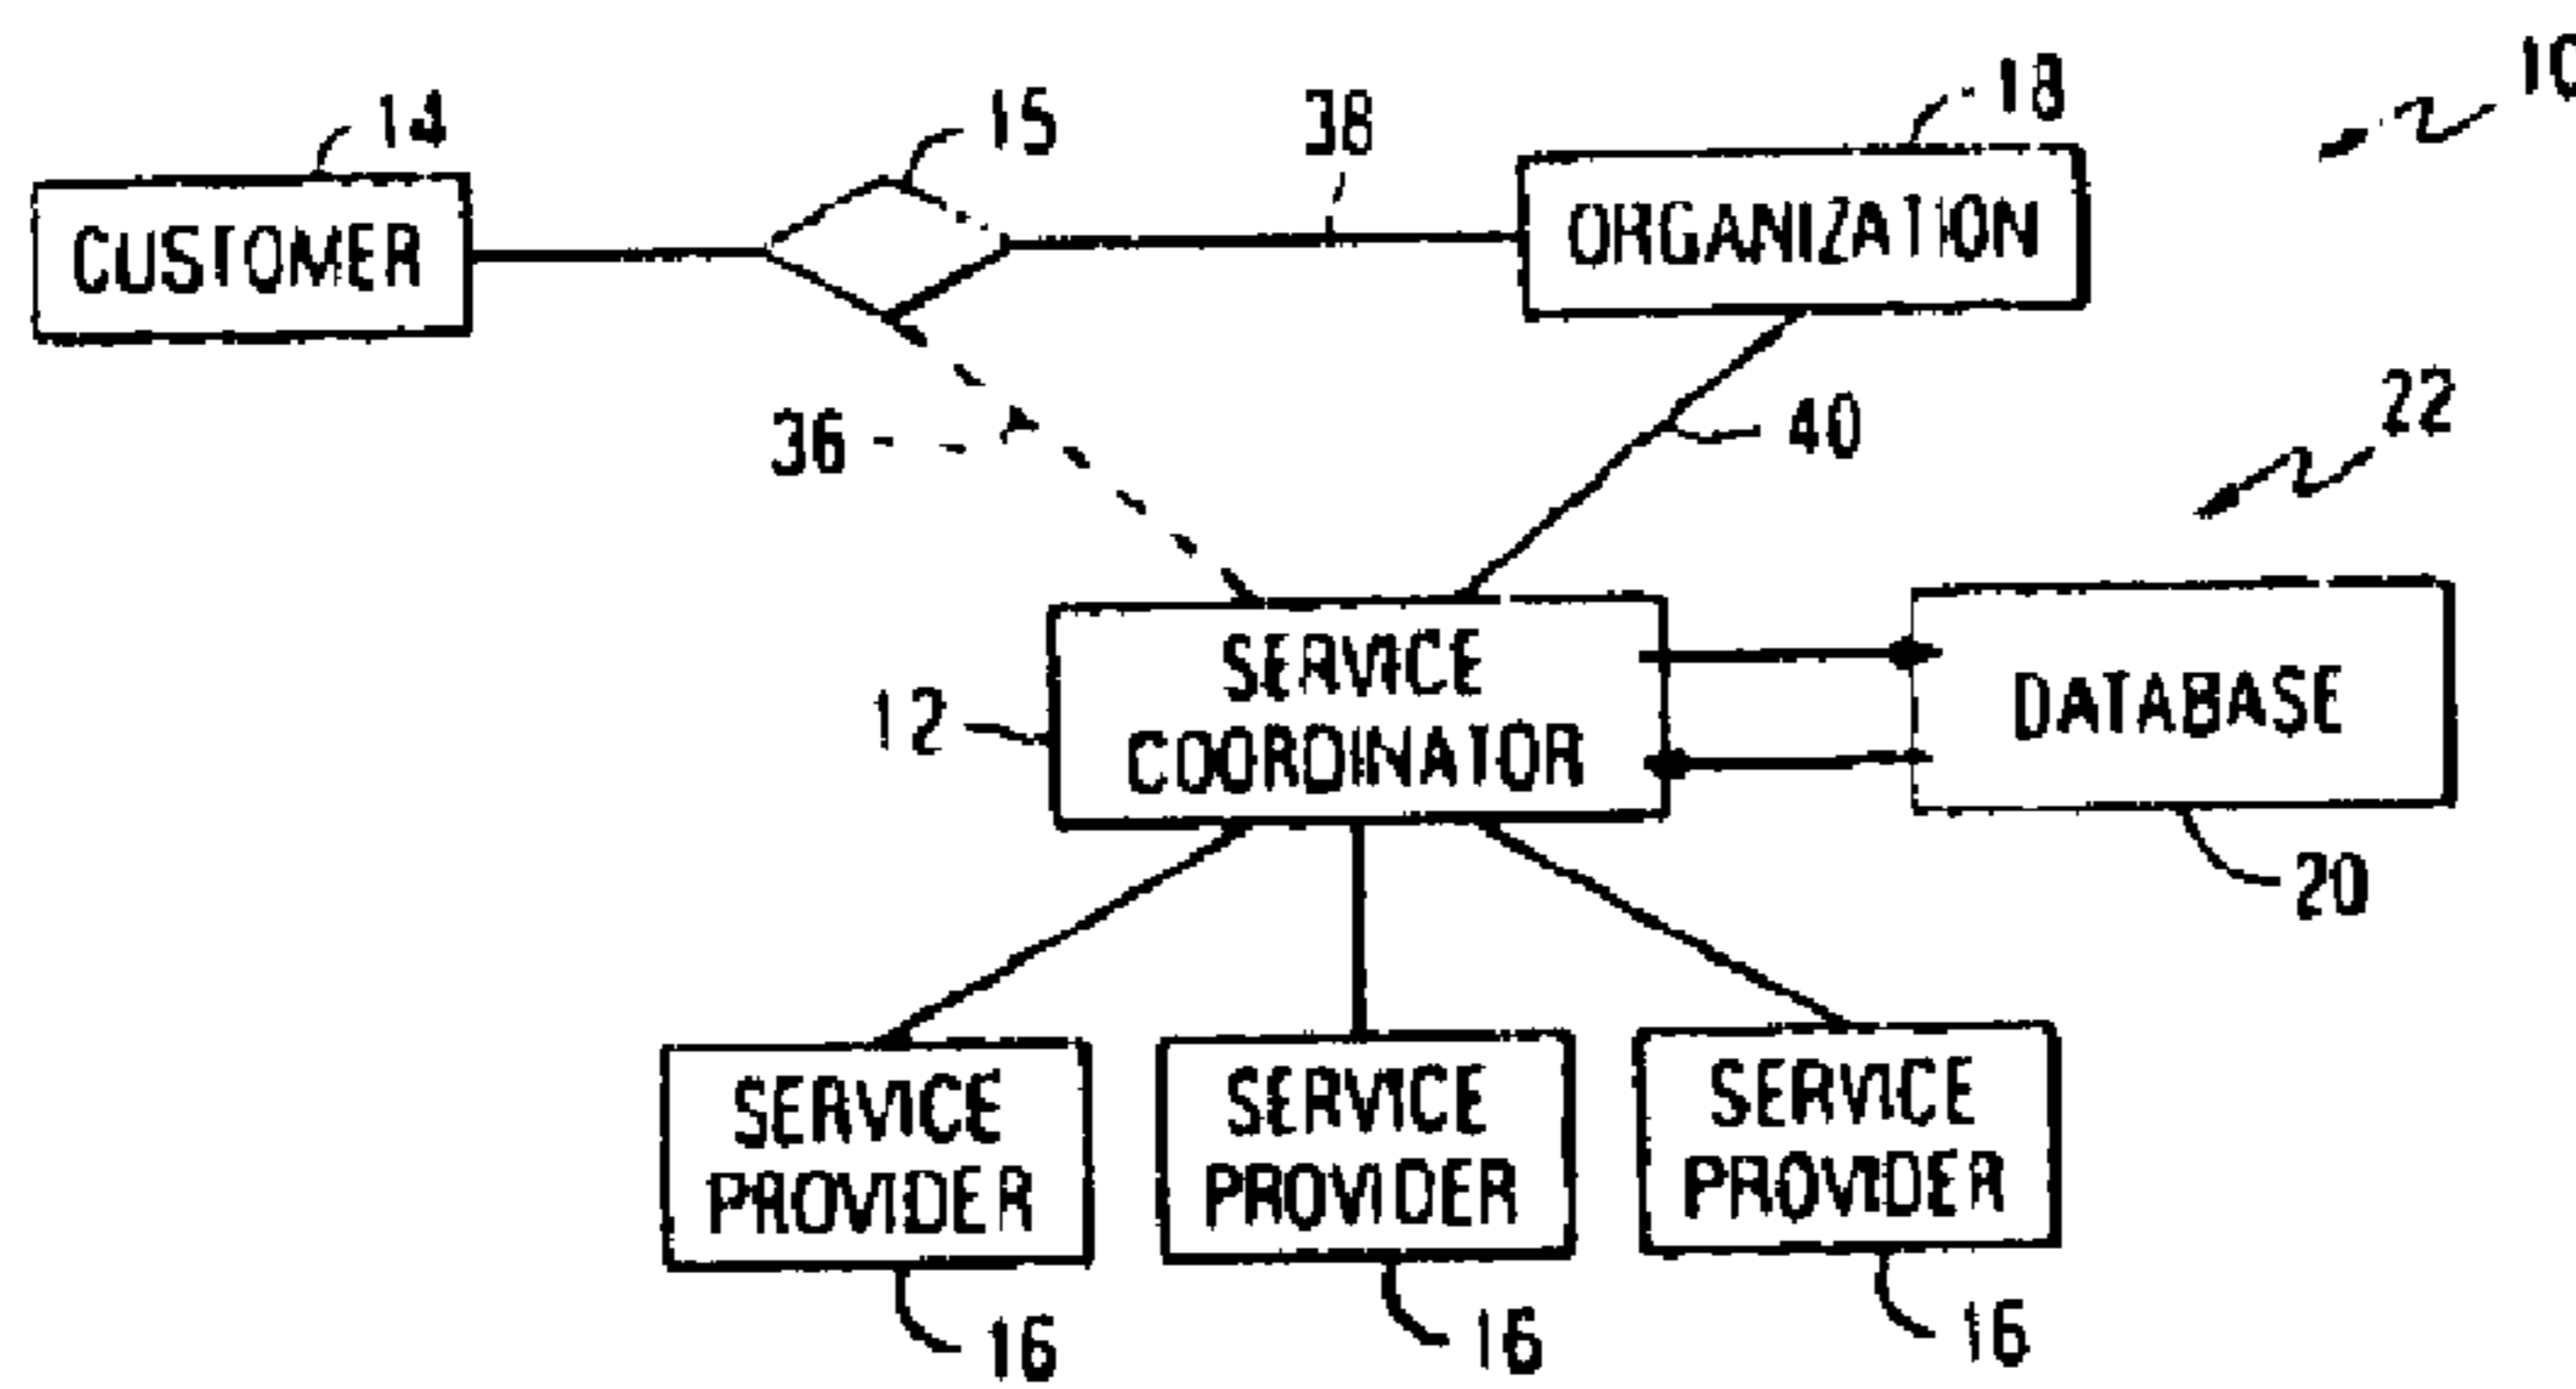 10
14
15
38
18
CUSTOMER
ORGANIZATION
36
40
22
SERVICE
COORDINATOR
12
DATABASE
20
SERVICE
PROVIDER
SERVICE
PROVIDER
SERVICE
PROVIDER
16
16
16